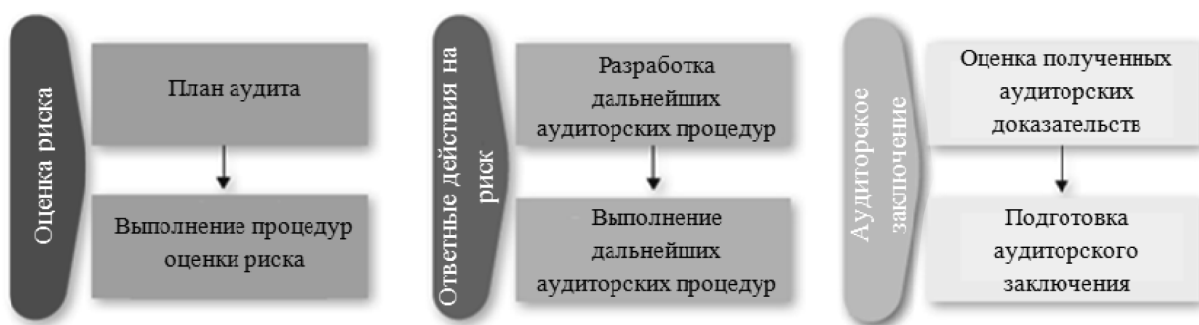 Оценка риска
План аудита
Выполнение процедур
оценки риска
Ответные действия на
риск
Разработка
дальнейших
аудиторских процедур
Выполнение
дальнейших
аудиторских процедур
Аудиторское
заключение
Оценка полученных
аудиторских
доказательств
Подготовка
аудиторского
заключения